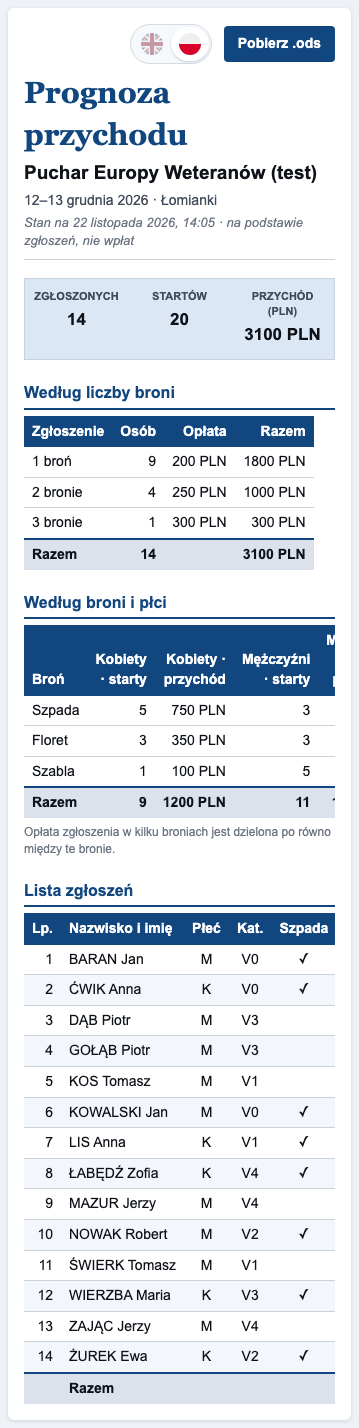 Pobierz .ods
Prognoza
przychodu
Puchar Europy Weteranów (test)
12–13 grudnia 2026 · Łomianki
Stan na 22 listopada 2026, 14:05 · na podstawie
zgłoszeń, nie wpłat
ZGŁOSZONYCH STARTÓW PRZYCHÓD
(PLN)
14 20 3100 PLN
Według liczby broni
Zgłoszenie Osób Opłata Razem
1 broń 9 200 PLN 1800 PLN
2 bronie 4 250 PLN 1000 PLN
3 bronie 1 300 PLN 300 PLN
Razem 14 3100 PLN
Według broni i płci
Kobiety Kobiety · Mężczyźni
Broń · starty przychód · starty
Szpada 5 750 PLN 3
Floret 3 350 PLN 3
Szabla 1 100 PLN 5
Razem 9 1200 PLN 11
Opłata zgłoszenia w kilku broniach jest dzielona po równo
między te bronie.
Lista zgłoszeń
Lp. Nazwisko i imię Płeć Kat. Szpada
1 BARAN Jan M V0 ✓
2 ĆWIK Anna K V0 ✓
3 DĄB Piotr M V3
4 GOŁĄB Piotr M V3
5 KOS Tomasz M V1
6 KOWALSKI Jan M V0 ✓
7 LIS Anna K V1 ✓
8 ŁABĘDŹ Zofia K V4 ✓
9 MAZUR Jerzy M V4
10 NOWAK Robert M V2 ✓
11 ŚWIERK Tomasz M V1
12 WIERZBA Maria K V3 ✓
13 ZAJĄC Jerzy M V4
14 ŻUREK Ewa K V2 ✓
Razem